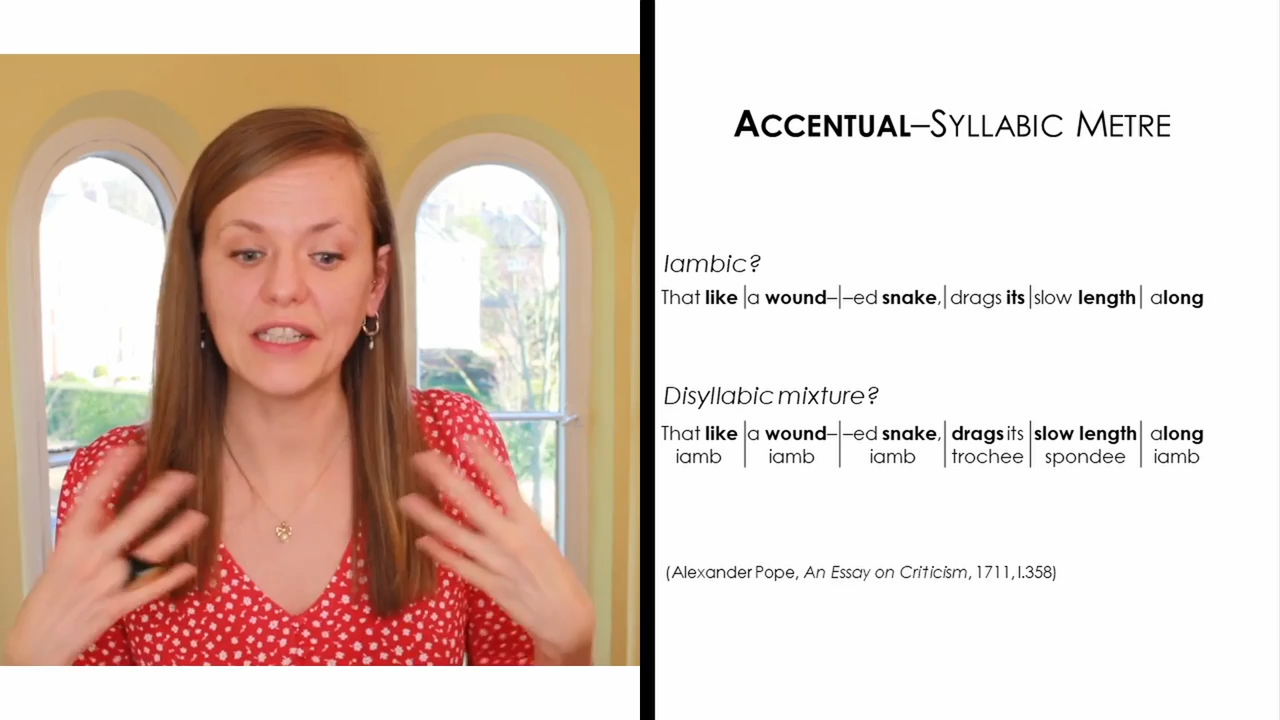 ACCENTUAL–SYLLABIC METRE
Iambic?
That like | a wound–|–ed snake, | drags its | slow length | along
Disyllabic mixture?
That like | a wound–|–ed snake, | drags its | slow length | along
iamb | iamb | iamb | trochee | spondee | iamb
(Alexander Pope, An Essay on Criticism, 1711, l.358)